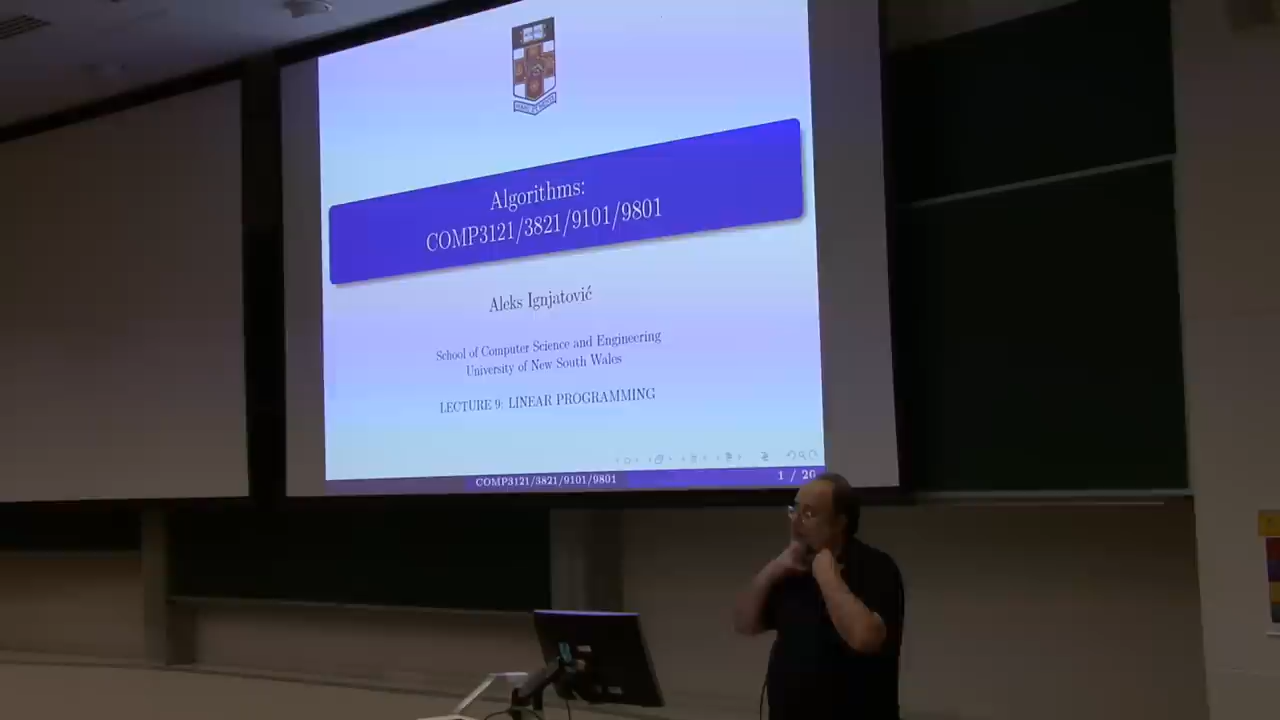 Algorithms:
COMP3121/3821/9101/9801
Aleks Ignjatović
School of Computer Science and Engineering
University of New South Wales
LECTURE 9: LINEAR PROGRAMMING
COMP3121/3821/9101/9801
1 / 20